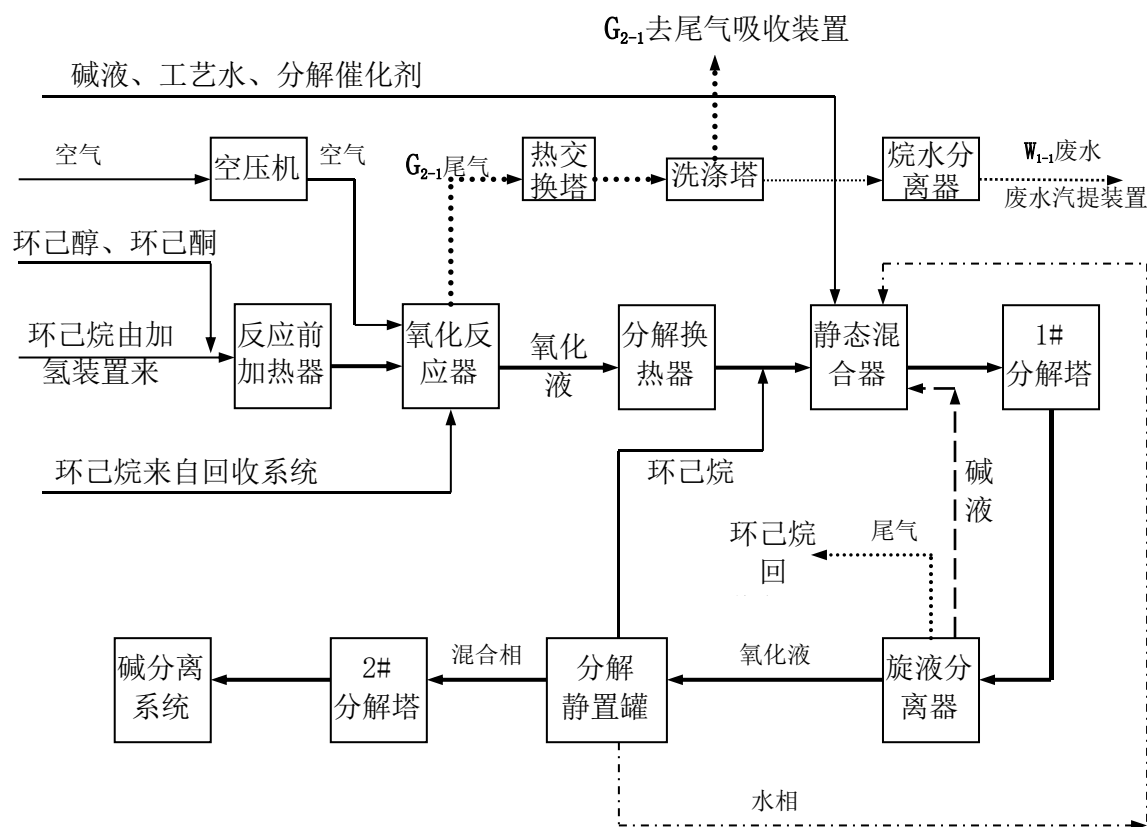 G2-1去尾气吸收装置
碱液、工艺水、分解催化剂
空气
空压机
空气
G2-1尾气
热交
换塔
洗涤塔
烷水分
离器
W1-1废水
废水汽提装置
环己醇、环己酮
环己烷由加
氢装置来
反应前
加热器
氧化反
应器
氧化
液
分解换
热器
静态混
合器
1#
分解塔
环己烷来自回收系统
环己烷
碱
液
环己烷
回
尾气
碱分离
系统
2#
分解塔
混合相
分解
静置罐
氧化液
旋液分
离器
水相